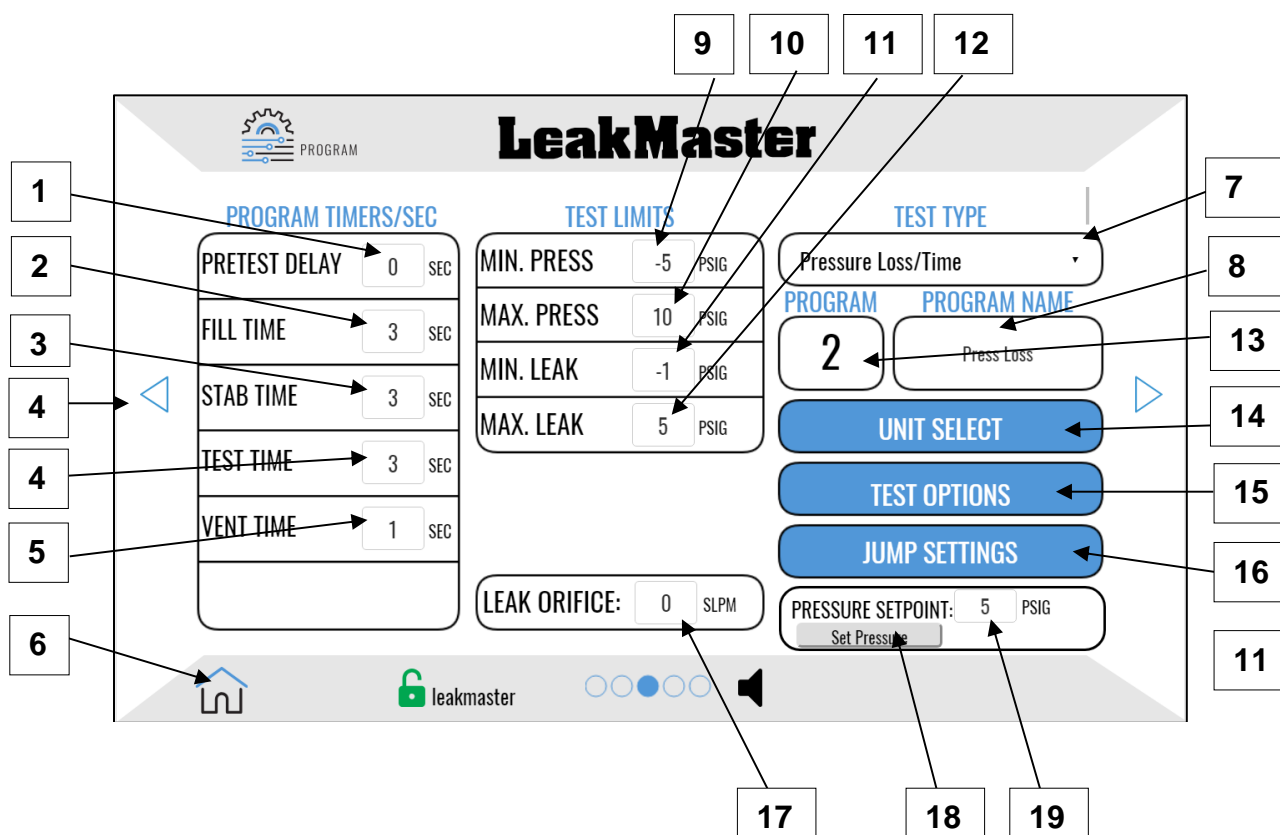 9 10 11 12
LeakMaster
PROGRAM
1
7
PROGRAM TIMERS/SEC
TEST LIMITS
TEST TYPE
2
PRETEST DELAY 0 SEC
MIN. PRESS -5 PSIG
Pressure Loss/Time
8
PROGRAM PROGRAM NAME
3
FILL TIME 3 SEC
MAX. PRESS 10 PSIG
2
Press Loss
13
MIN. LEAK -1 PSIG
4
STAB TIME 3 SEC
MAX. LEAK 5 PSIG
UNIT SELECT
14
4
TEST TIME 3 SEC
TEST OPTIONS
15
5
VENT TIME 1 SEC
JUMP SETTINGS
16
LEAK ORIFICE: 0 SLPM
PRESSURE SETPOINT: 5 PSIG
Set Pressure
6
11
leakmaster
17 18 19